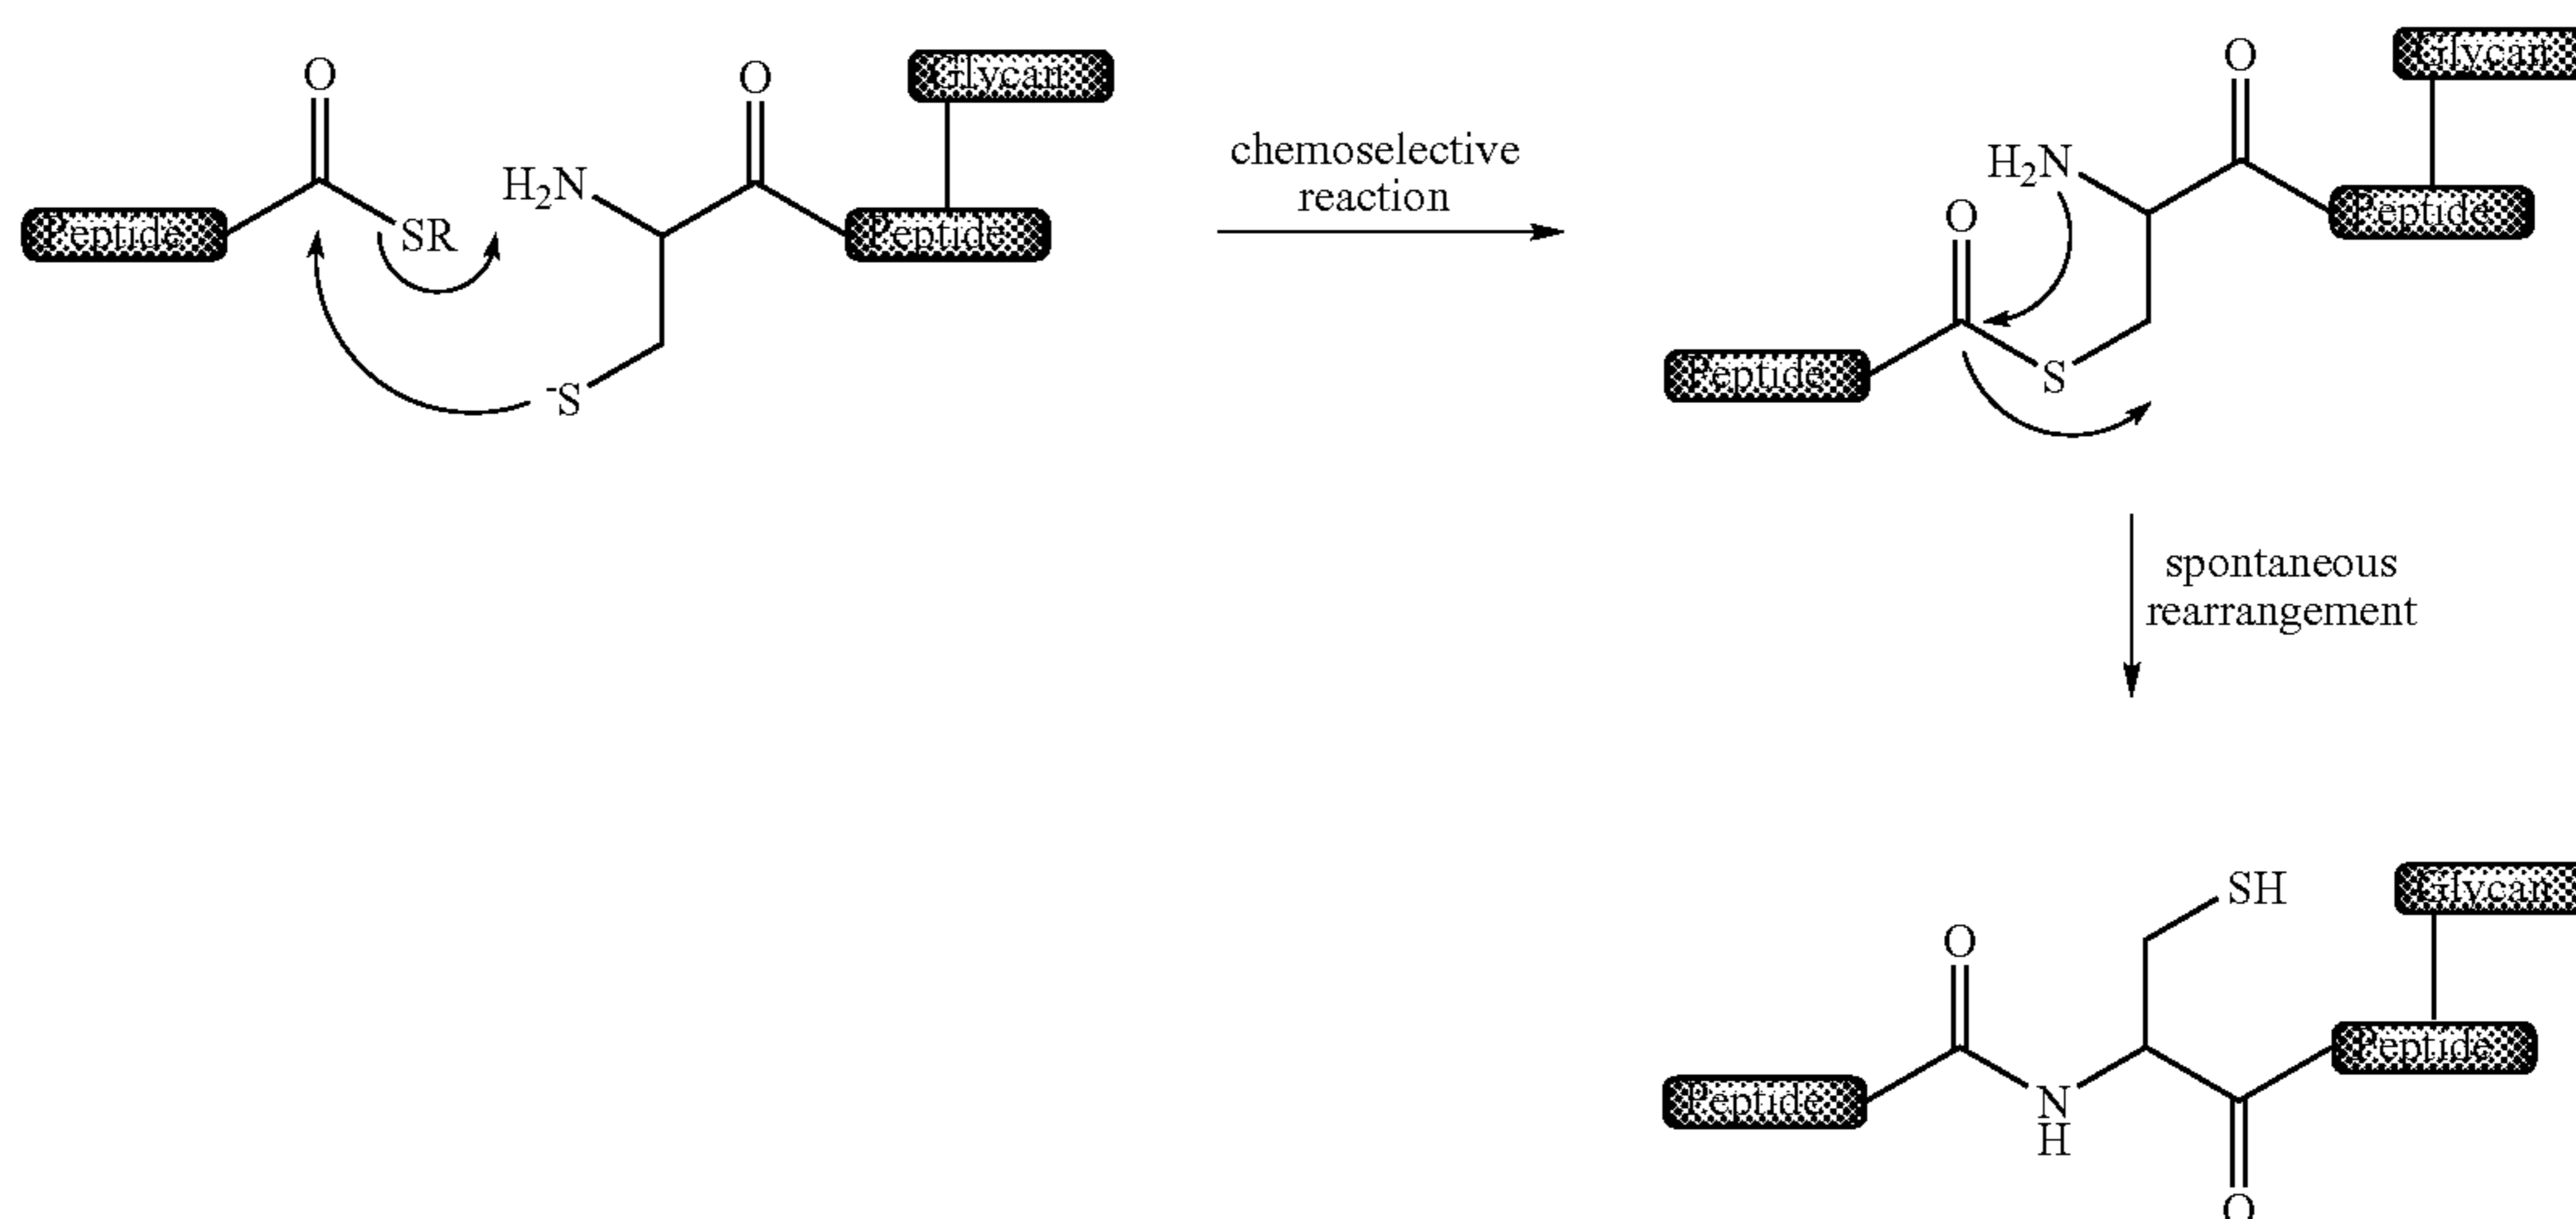 O
O
Glycan
H₂N
Peptide
SR
Peptide
⁻S
chemoselective
reaction
O
Glycan
H₂N
O
Peptide
Peptide
S
spontaneous
rearrangement
SH
Glycan
O
Peptide
Peptide
N
H
O